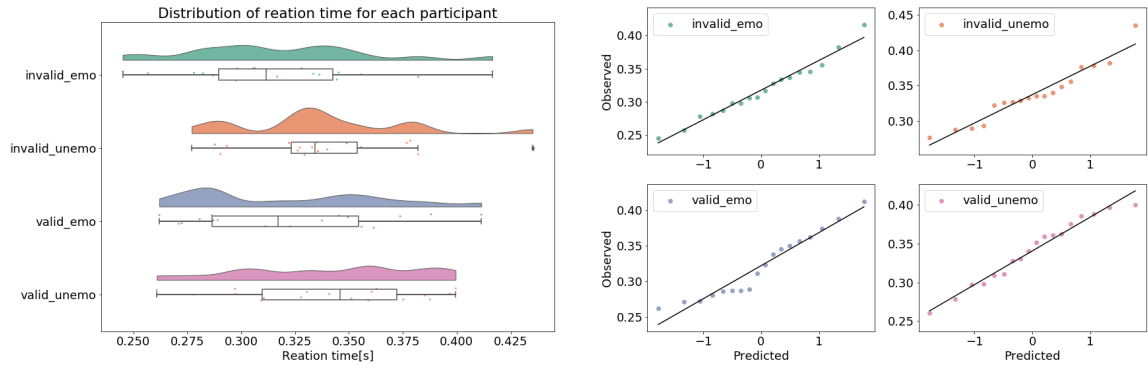 Distribution of reation time for each participant
invalid_emo
invalid_unemo
valid_emo
valid_unemo
0.250 0.275 0.300 0.325 0.350 0.375 0.400 0.425
Reation time[s]
invalid_emo
Observed
0.40
0.35
0.30
0.25
−1 0 1
invalid_unemo
0.45
0.40
0.35
0.30
−1 0 1
valid_emo
Observed
0.40
0.35
0.30
0.25
−1 0 1
Predicted
valid_unemo
0.40
0.35
0.30
0.25
−1 0 1
Predicted